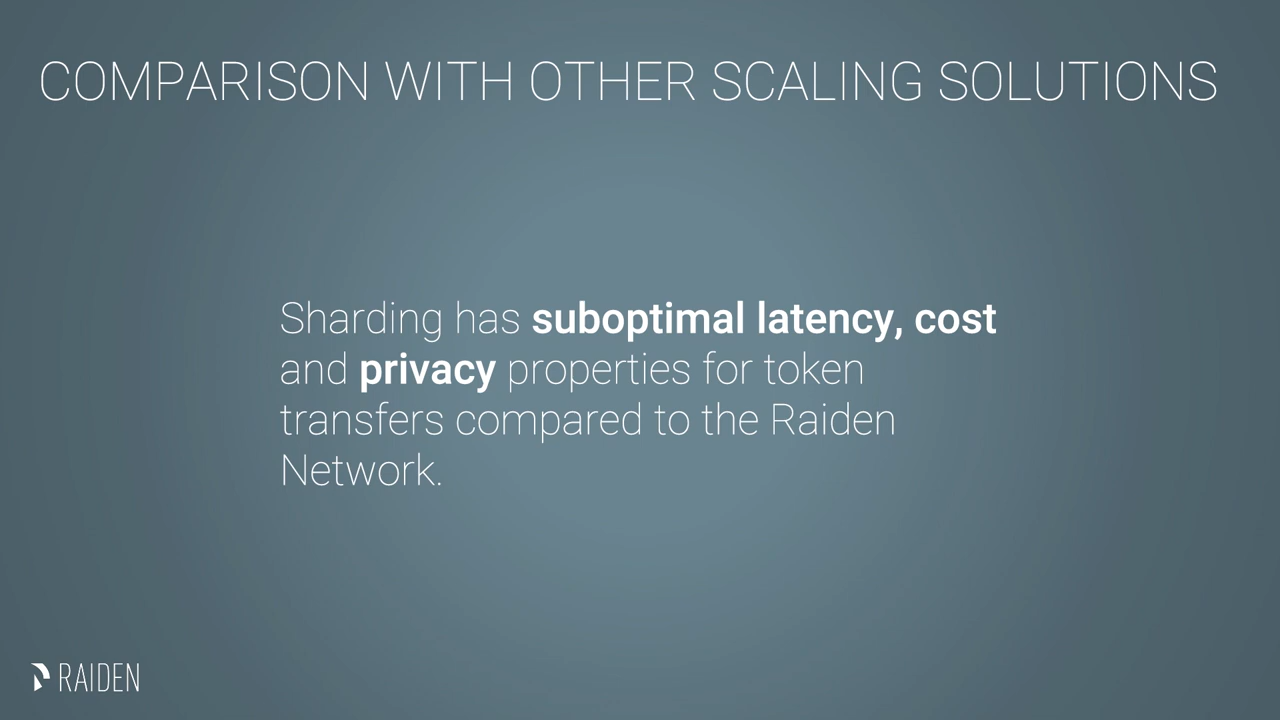 COMPARISON WITH OTHER SCALING SOLUTIONS
Sharding has suboptimal latency, cost
and privacy properties for token
transfers compared to the Raiden
Network.
RAIDEN